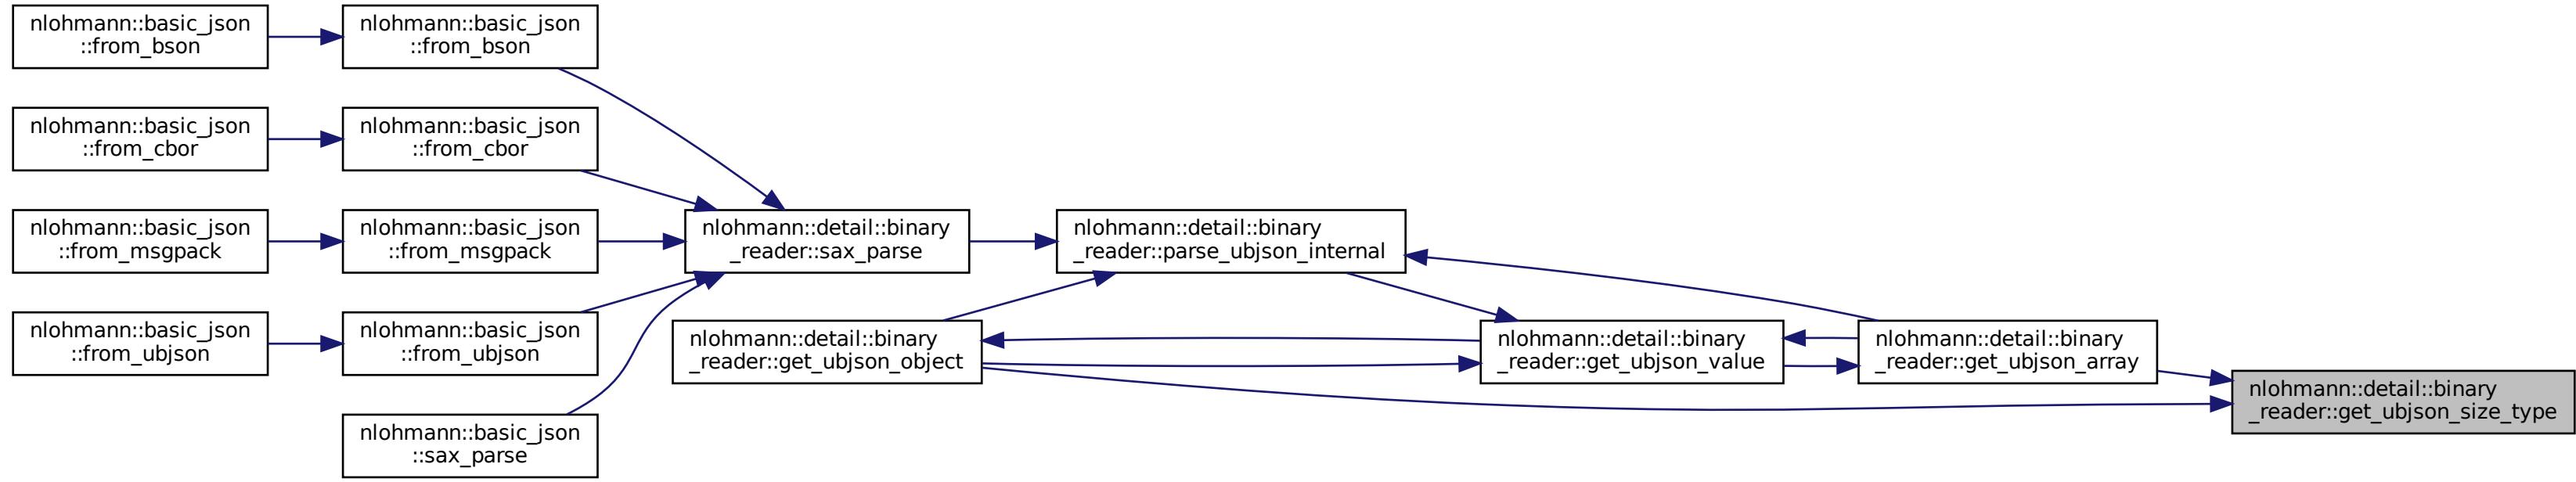 nlohmann::basic_json
::from_bson
nlohmann::basic_json
::from_bson
nlohmann::basic_json
::from_cbor
nlohmann::basic_json
::from_cbor
nlohmann::basic_json
::from_msgpack
nlohmann::basic_json
::from_msgpack
nlohmann::detail::binary
_reader::sax_parse
nlohmann::detail::binary
_reader::parse_ubjson_internal
nlohmann::basic_json
::from_ubjson
nlohmann::basic_json
::from_ubjson
nlohmann::detail::binary
_reader::get_ubjson_object
nlohmann::detail::binary
_reader::get_ubjson_value
nlohmann::detail::binary
_reader::get_ubjson_array
nlohmann::detail::binary
_reader::get_ubjson_size_type
nlohmann::basic_json
::sax_parse